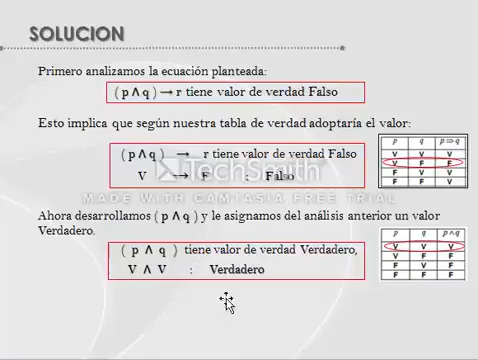 SOLUCION
Primero analizamos la ecuación planteada:
( p ∧ q ) → r tiene valor de verdad Falso
Esto implica que según nuestra tabla de verdad adoptaría el valor:
( p ∧ q ) → r tiene valor de verdad Falso
V → F : Falso
p q p⇒q
V V V
V F F
F V V
F F V
TechSmith
MADE WITH CAMTASIA FREE TRIAL
Ahora desarrollamos ( p ∧ q ) y le asignamos del análisis anterior un valor
Verdadero.
( p ∧ q ) tiene valor de verdad Verdadero,
V ∧ V : Verdadero
p q p∧q
V V V
V F F
F V F
F F F